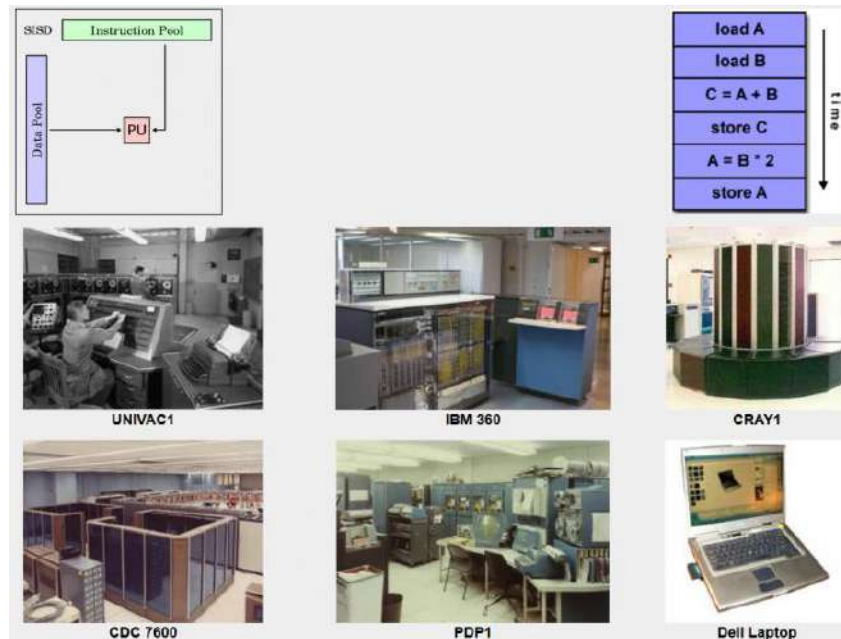 SISD
Instruction Pool
Data Pool
PU
load A
load B
C = A + B
store C
A = B * 2
store A
time
UNIVAC1
IBM 360
CRAY1
CDC 7600
PDP1
Dell Laptop